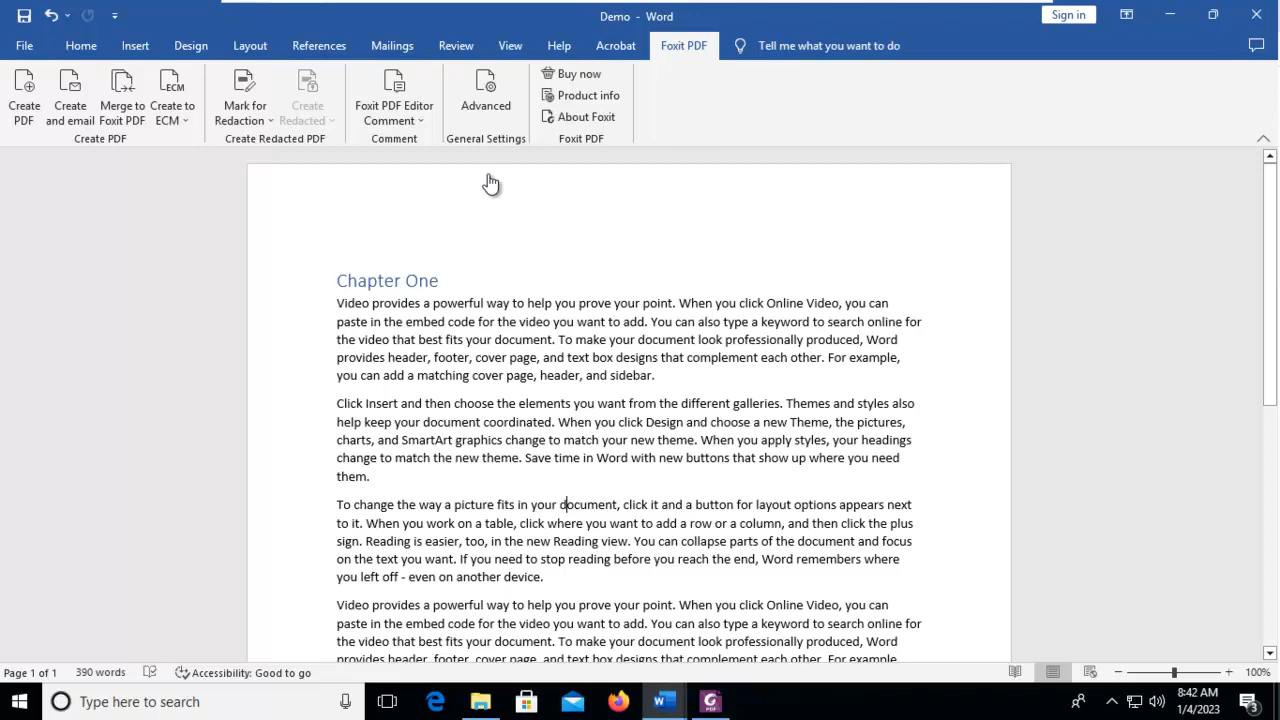 Demo - Word
Sign in
File Home Insert Design Layout References Mailings Review View Help Acrobat Foxit PDF Tell me what you want to do
Create PDF
Create and email
Merge to Foxit PDF
Create to ECM
Create PDF
Mark for Redaction
Create Redacted
Create Redacted PDF
Foxit PDF Editor Comment
Comment
Advanced
General Settings
Buy now
Product info
About Foxit
Foxit PDF
Chapter One
Video provides a powerful way to help you prove your point. When you click Online Video, you can
paste in the embed code for the video you want to add. You can also type a keyword to search online for
the video that best fits your document. To make your document look professionally produced, Word
provides header, footer, cover page, and text box designs that complement each other. For example,
you can add a matching cover page, header, and sidebar.
Click Insert and then choose the elements you want from the different galleries. Themes and styles also
help keep your document coordinated. When you click Design and choose a new Theme, the pictures,
charts, and SmartArt graphics change to match your new theme. When you apply styles, your headings
change to match the new theme. Save time in Word with new buttons that show up where you need
them.
To change the way a picture fits in your document, click it and a button for layout options appears next
to it. When you work on a table, click where you want to add a row or a column, and then click the plus
sign. Reading is easier, too, in the new Reading view. You can collapse parts of the document and focus
on the text you want. If you need to stop reading before you reach the end, Word remembers where
you left off - even on another device.
Video provides a powerful way to help you prove your point. When you click Online Video, you can
paste in the embed code for the video you want to add. You can also type a keyword to search online for
the video that best fits your document. To make your document look professionally produced, Word
provides header, footer, cover page, and text box designs that complement each other. For example,
Page 1 of 1 390 words Accessibility: Good to go 100%
Type here to search
8:42 AM
1/4/2023
3